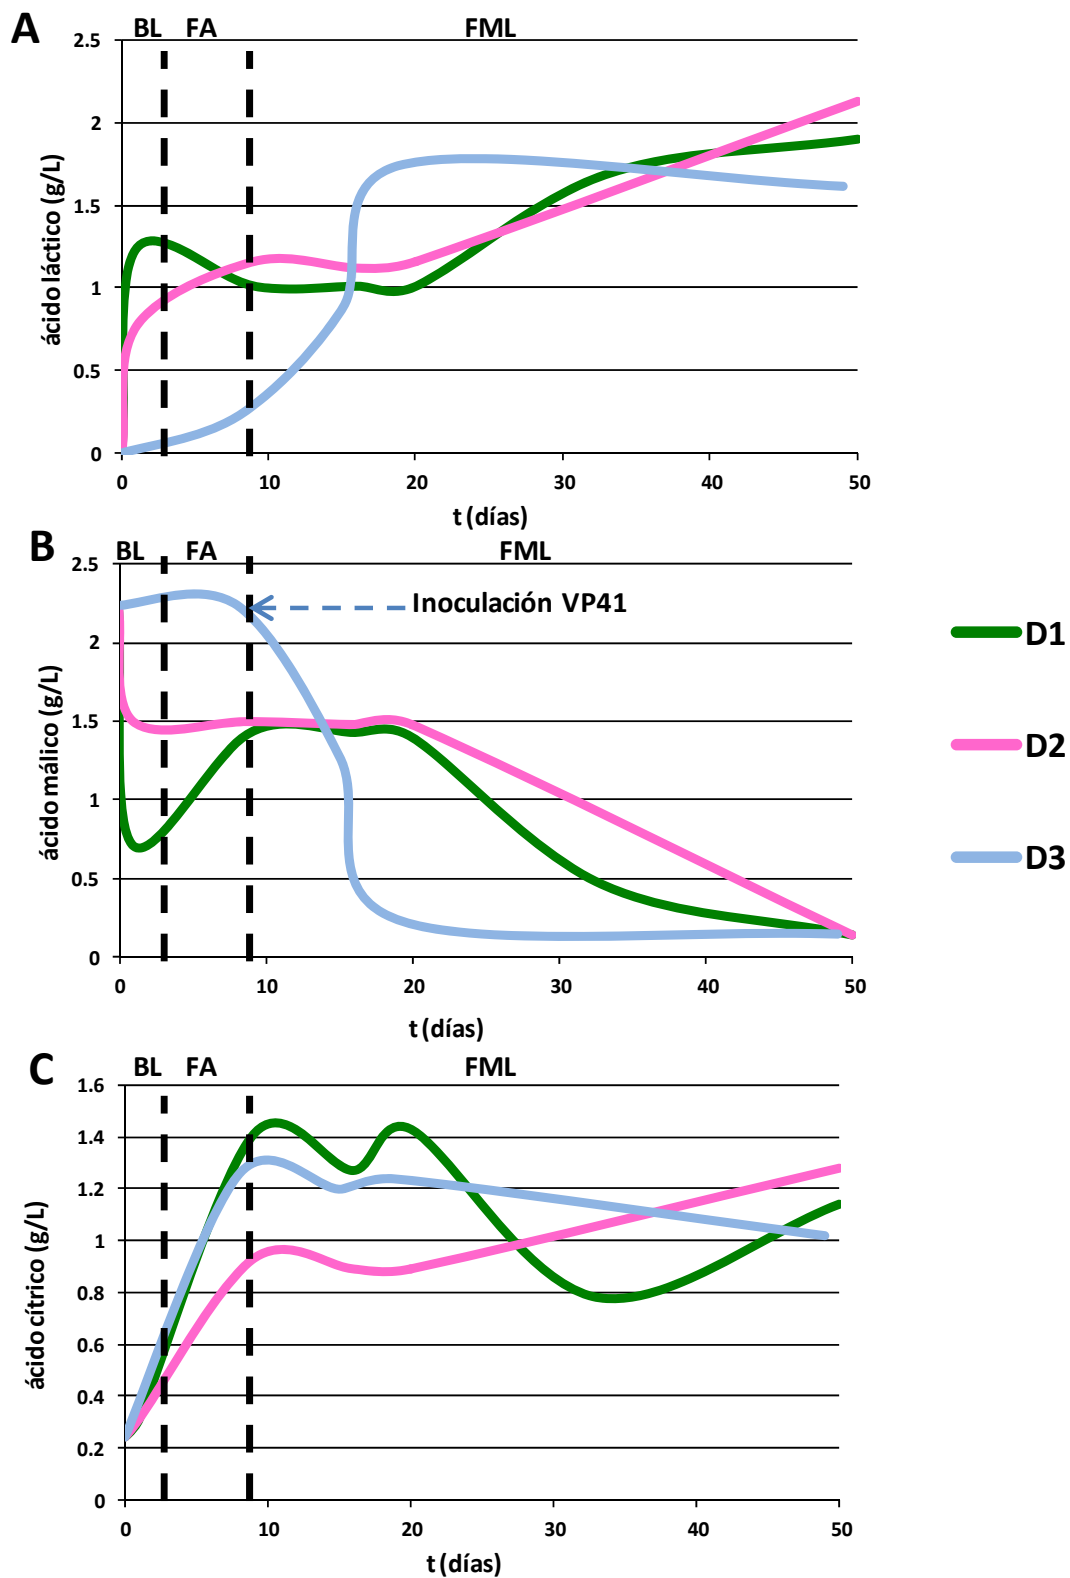 A
BL FA FML
2.5
2
1.5
1
0.5
0
ácido láctico (g/L)
0 10 20 30 40 50
t (días)
B
BL FA FML
2.5
2
1.5
1
0.5
0
ácido málico (g/L)
Inoculación VP41
0 10 20 30 40 50
t (días)
D1
D2
D3
C
BL FA FML
1.6
1.4
1.2
1
0.8
0.6
0.4
0.2
0
ácido cítrico (g/L)
0 10 20 30 40 50
t (días)